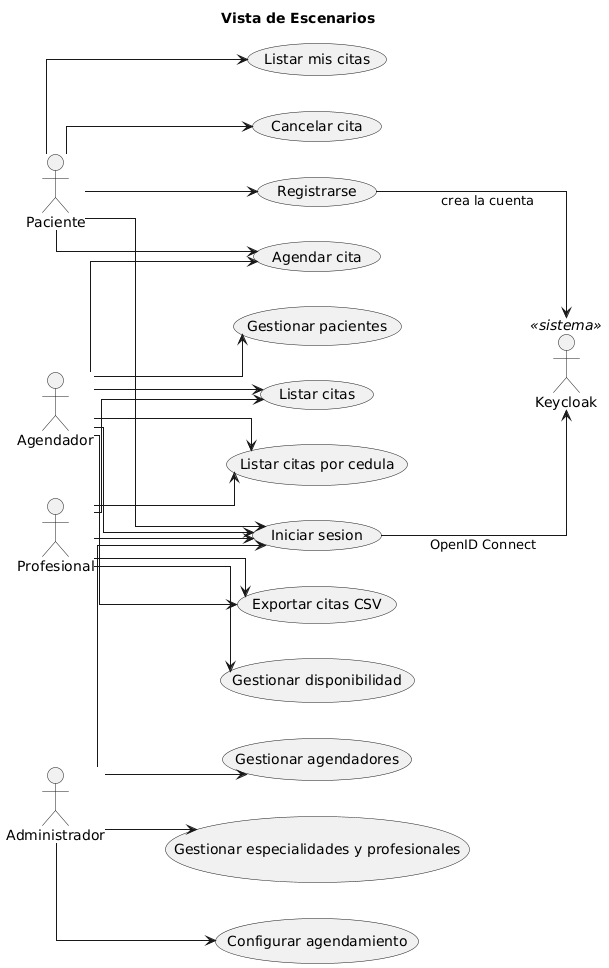 Vista de Escenarios
Listar mis citas
Cancelar cita
Registrarse
crea la cuenta
Paciente
Agendar cita
Gestionar pacientes
«sistema»
Keycloak
Listar citas
Agendador
Listar citas por cedula
Iniciar sesion
OpenID Connect
Profesional
Exportar citas CSV
Gestionar disponibilidad
Gestionar agendadores
Administrador
Gestionar especialidades y profesionales
Configurar agendamiento